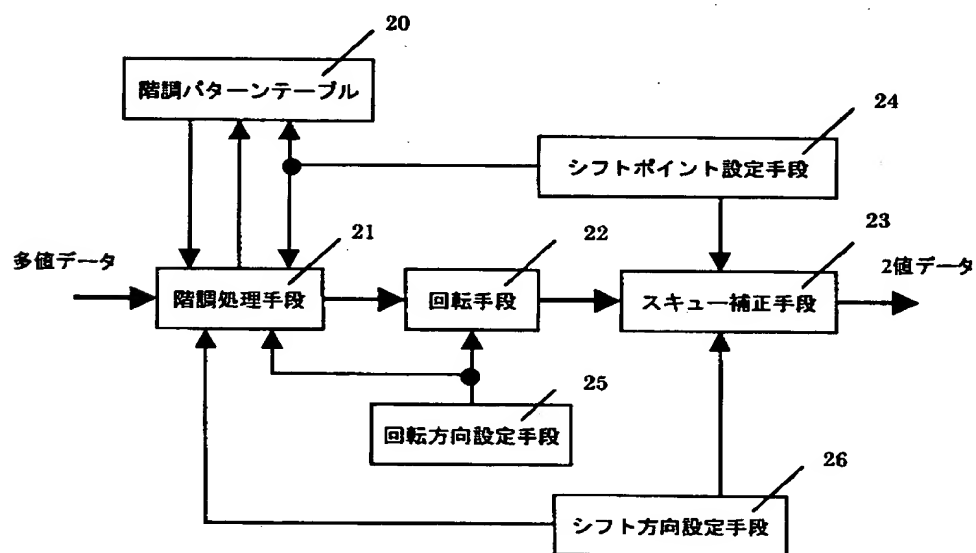 20
階調パターンテーブル
24
シフトポイント設定手段
21
22
23
多値データ
2値データ
階調処理手段
回転手段
スキュー補正手段
25
回転方向設定手段
26
シフト方向設定手段